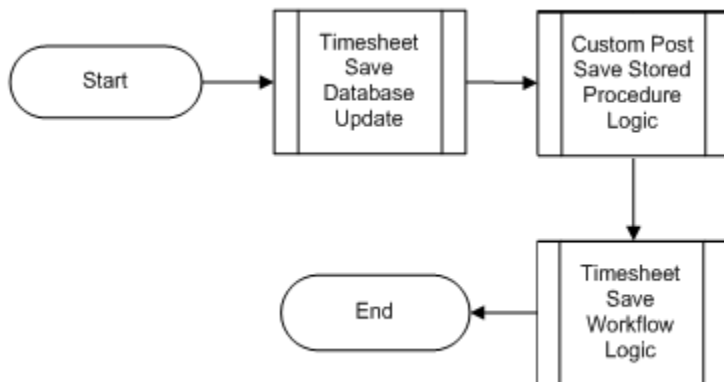 Start
Timesheet
Save
Database
Update
Custom Post
Save Stored
Procedure
Logic
Timesheet
Save
Workflow
Logic
End